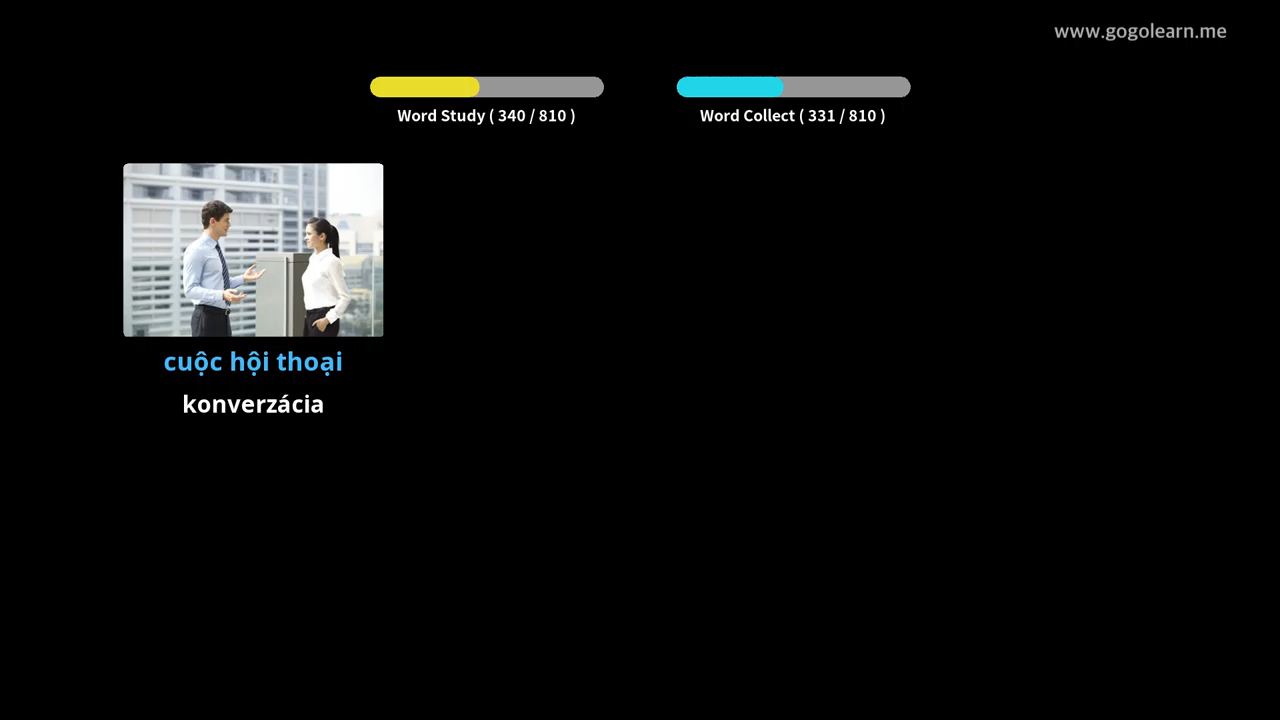 www.gogolearn.me
Word Study ( 340 / 810 )
Word Collect ( 331 / 810 )
cuộc hội thoại
konverzácia